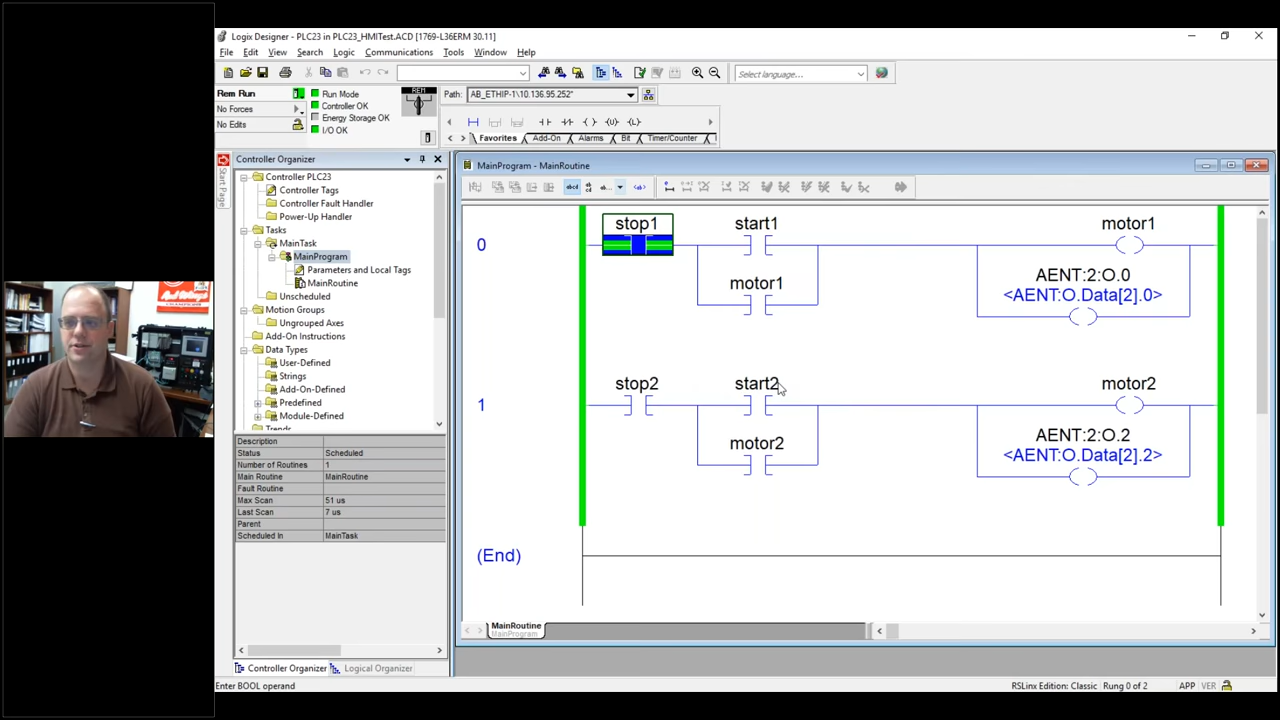 Logix Designer - PLC23 in PLC23_HMITest.ACD [1769-L36ERM 30.11]
File Edit View Search Logic Communications Tools Window Help
Select language...
Rem Run
Run Mode
REM
Path: AB_ETHIP-1\10.136.95.252*
No Forces
Controller OK
Energy Storage OK
No Edits
I/O OK
Favorites Add-On Alarms Bit Timer/Counter
Start Page
Controller Organizer
Controller PLC23
Controller Tags
Controller Fault Handler
Power-Up Handler
Tasks
MainTask
MainProgram
Parameters and Local Tags
MainRoutine
Unscheduled
Motion Groups
Ungrouped Axes
Add-On Instructions
Data Types
User-Defined
Strings
Add-On-Defined
Predefined
Module-Defined
Trends
Description
Status Scheduled
Number of Routines 1
Main Routine MainRoutine
Fault Routine
Max Scan 51 us
Last Scan 7 us
Parent
Scheduled In MainTask
Controller Organizer Logical Organizer
MainProgram - MainRoutine
stop1 start1 motor1
0
motor1 AENT:2:O.0
<AENT:O.Data[2].0>
stop2 start2 motor2
1
motor2 AENT:2:O.2
<AENT:O.Data[2].2>
(End)
MainRoutine
MainProgram
Enter BOOL operand
RSLinx Edition: Classic Rung 0 of 2 APP VER